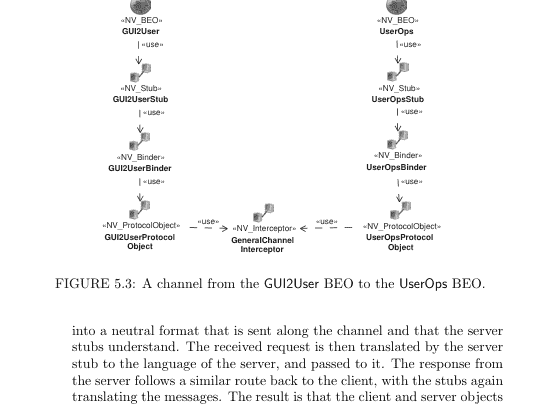 «NV_BEO» «NV_BEO»
GUI2User UserOps
«use» «use»
«NV_Stub» «NV_Stub»
GUI2UserStub UserOpsStub
«use» «use»
«NV_Binder» «NV_Binder»
GUI2UserBinder UserOpsBinder
«use» «use»
«NV_ProtocolObject» «use» «NV_Interceptor» «use» «NV_ProtocolObject»
GUI2UserProtocol GeneralChannel UserOpsProtocol
Object Interceptor Object
FIGURE 5.3: A channel from the GUI2User BEO to the UserOps BEO.
into a neutral format that is sent along the channel and that the server
stubs understand. The received request is then translated by the server
stub to the language of the server, and passed to it. The response from
the server follows a similar route back to the client, with the stubs again
translating the messages. The result is that the client and server objects